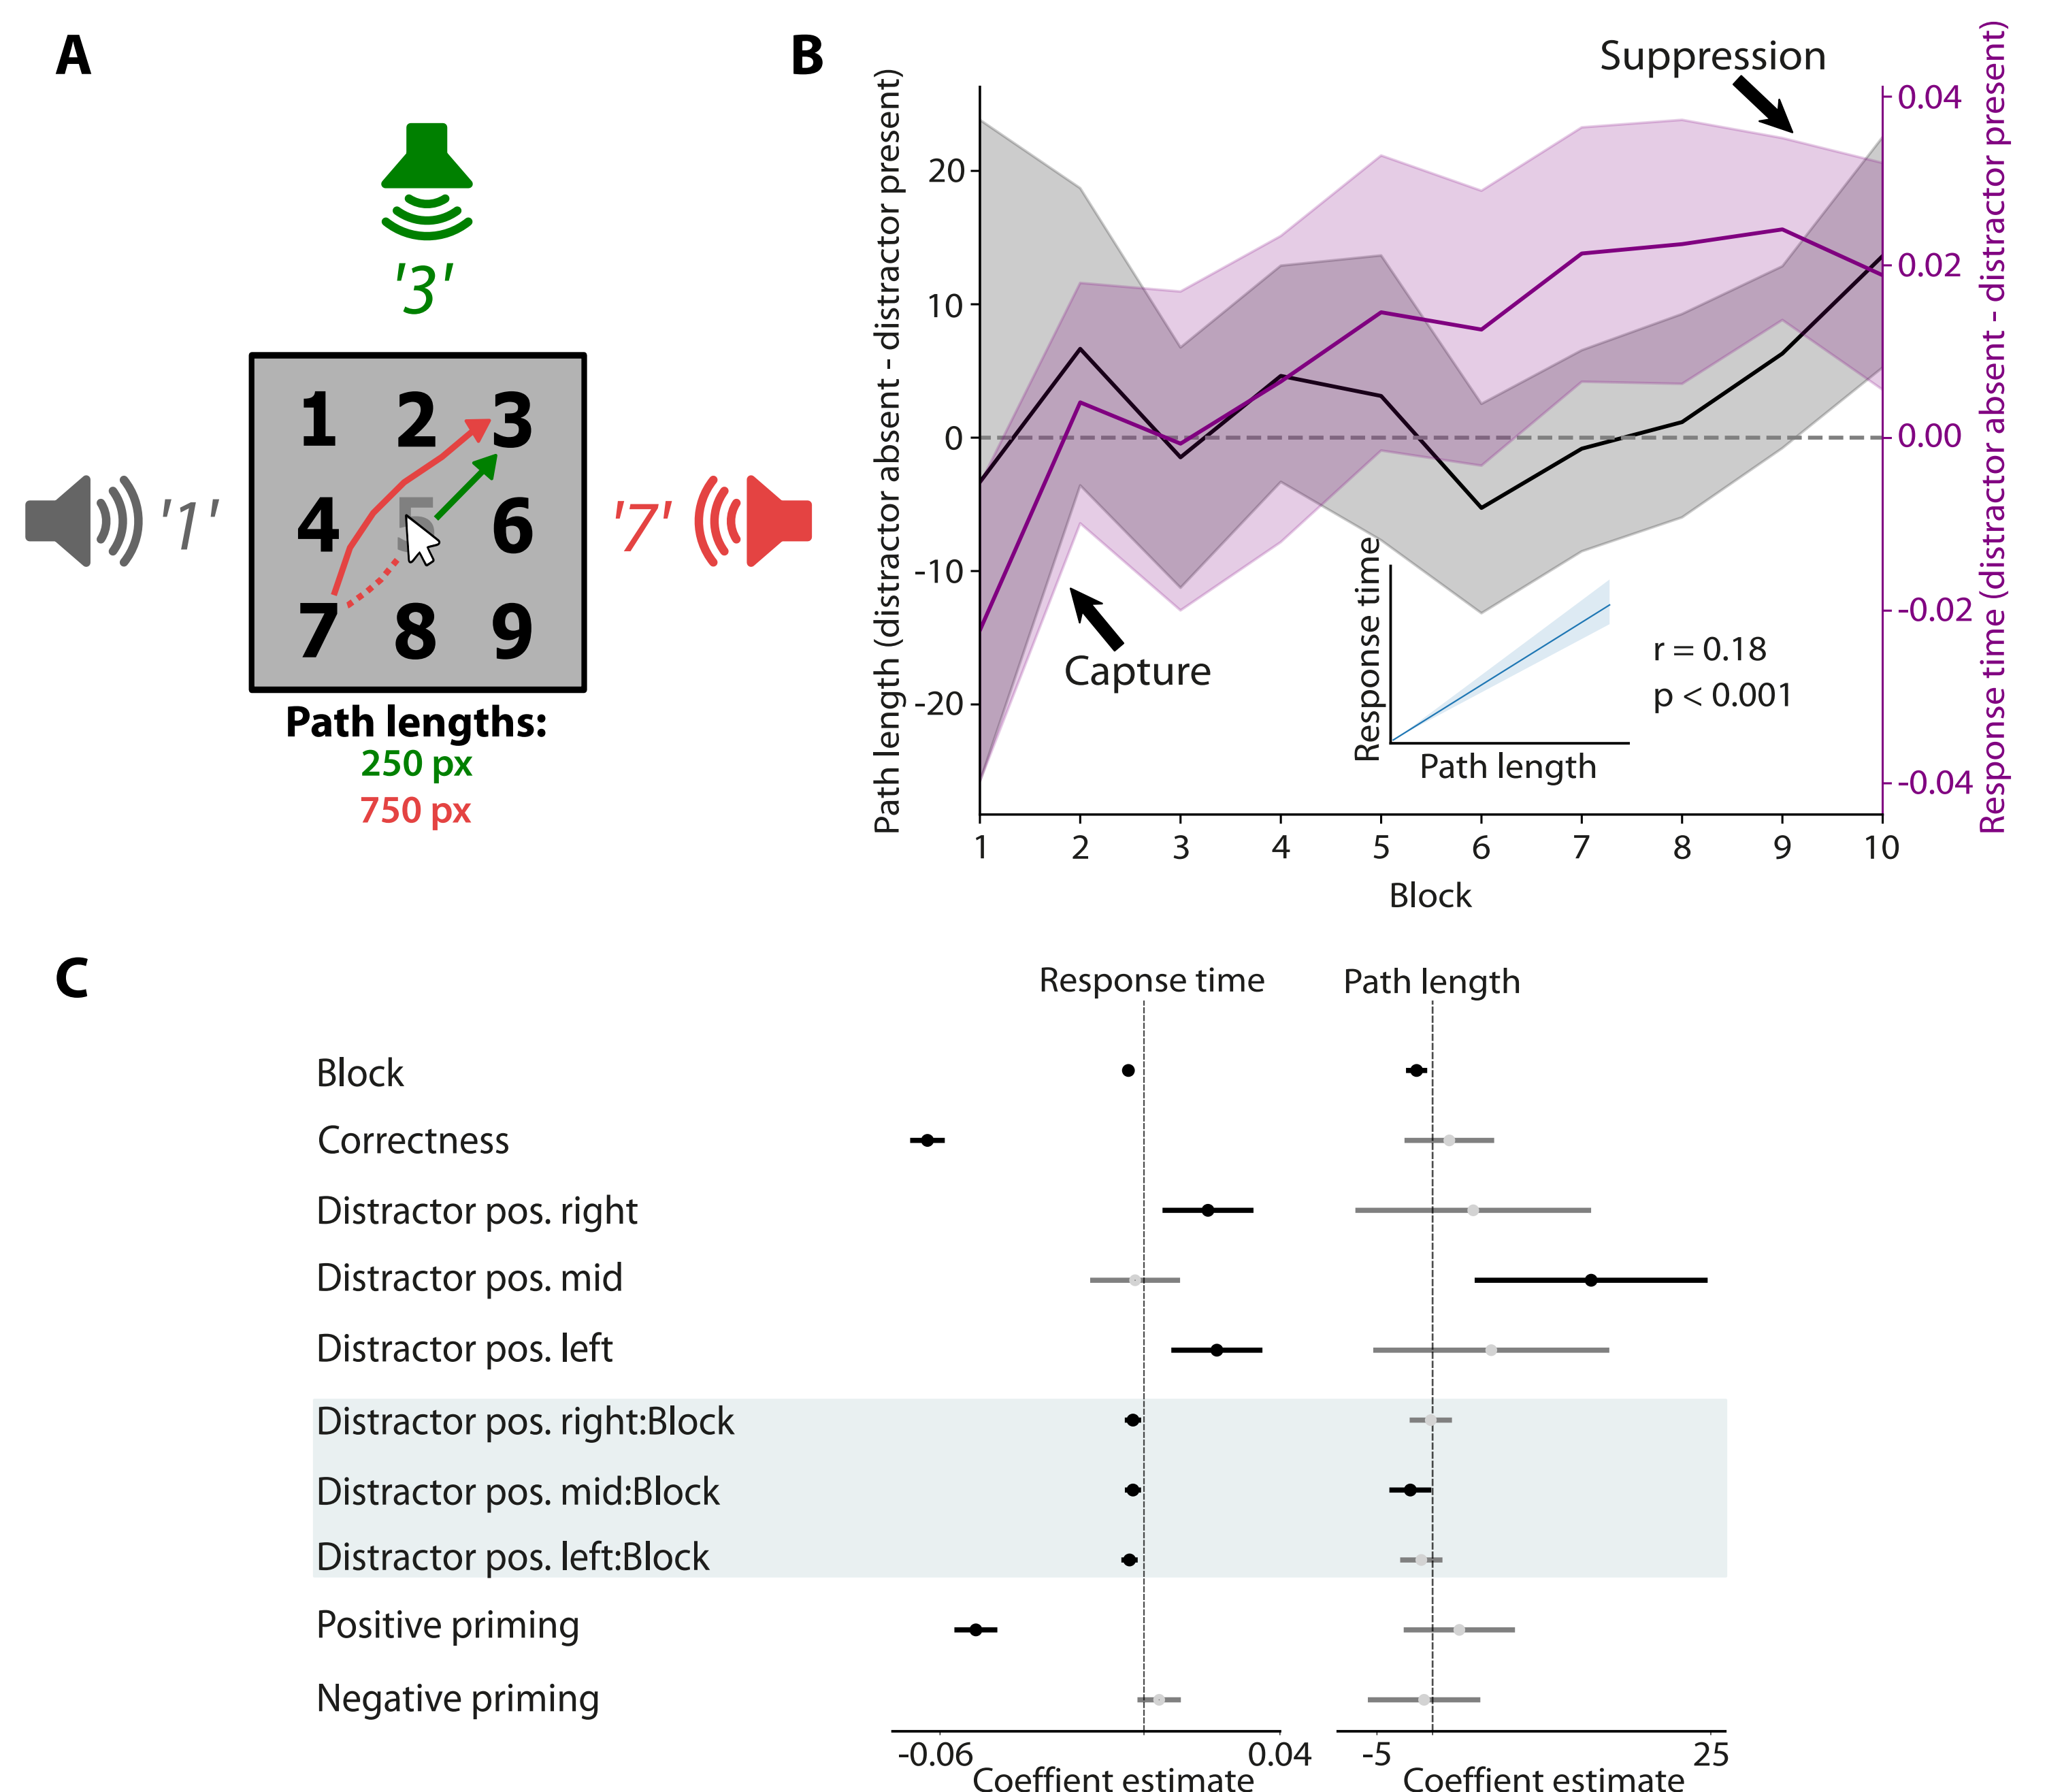 A
'3'
1 2 3
4 5 6
7 8 9
'1'
'7'
Path lengths:
250 px
750 px
B
Suppression
Capture
Path length (distractor absent - distractor present)
20
10
0
-10
-20
Response time (distractor absent - distractor present)
0.04
0.02
0.00
-0.02
-0.04
Response time
Path length
r = 0.18
p < 0.001
1 2 3 4 5 6 7 8 9 10
Block
C
Response time Path length
Block
Correctness
Distractor pos. right
Distractor pos. mid
Distractor pos. left
Distractor pos. right:Block
Distractor pos. mid:Block
Distractor pos. left:Block
Positive priming
Negative priming
-0.06 0.04 -5 25
Coeffient estimate Coeffient estimate